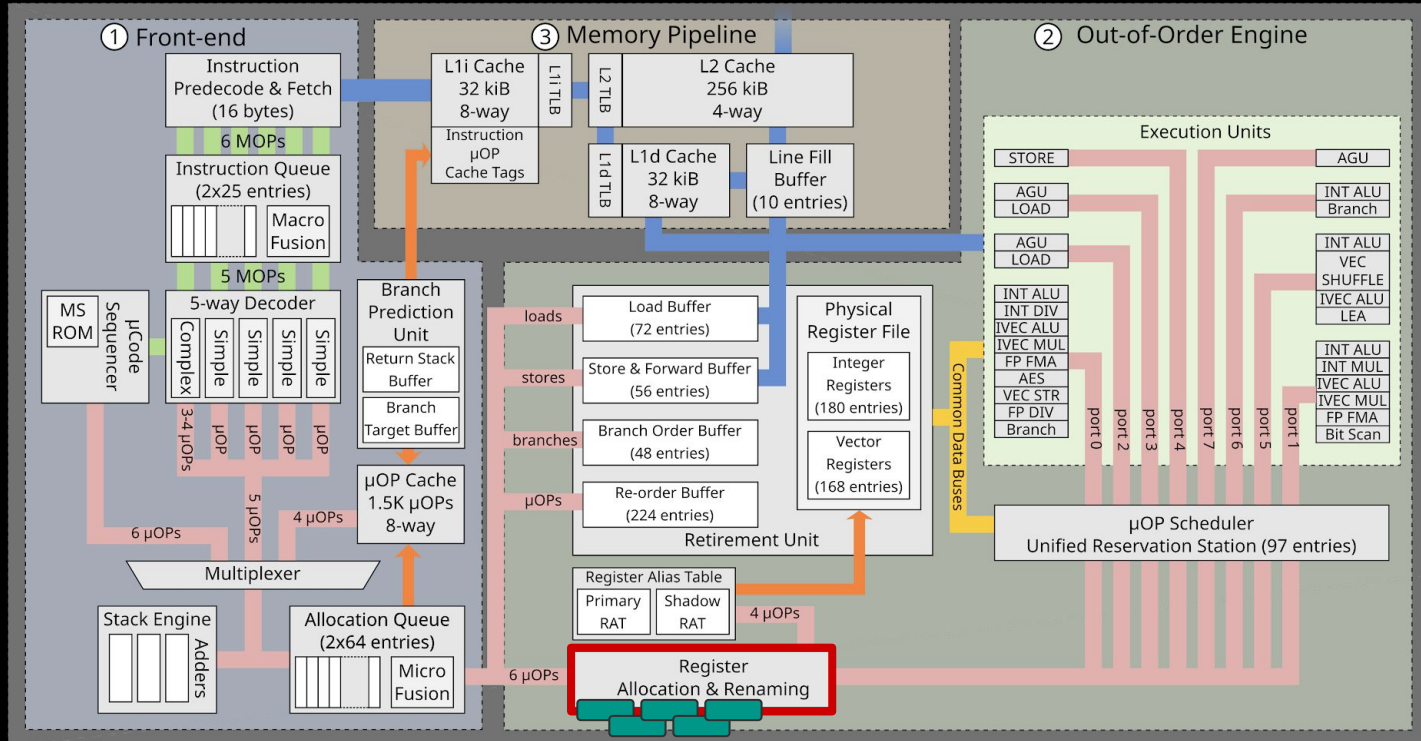 1 Front-end
Instruction
Predecode & Fetch
(16 bytes)
6 MOPs
Instruction Queue
(2x25 entries)
Macro
Fusion
5 MOPs
MS
ROM
μCode
Sequencer
5-way Decoder
Complex
Simple
Simple
Simple
Simple
3-4 μOPs
μOP
μOP
μOP
μOP
Branch
Prediction
Unit
Return Stack
Buffer
Branch
Target Buffer
μOP Cache
1.5K μOPs
8-way
6 μOPs
5 μOPs
4 μOPs
Multiplexer
Stack Engine
Adders
Allocation Queue
(2x64 entries)
Micro
Fusion
3 Memory Pipeline
L1i Cache
32 kiB
8-way
L1i TLB
Instruction
μOP
Cache Tags
L2 TLB
L2 Cache
256 kiB
4-way
L1d TLB
L1d Cache
32 kiB
8-way
Line Fill
Buffer
(10 entries)
2 Out-of-Order Engine
Execution Units
STORE
AGU
LOAD
AGU
LOAD
INT ALU
INT DIV
IVEC ALU
IVEC MUL
FP FMA
AES
VEC STR
FP DIV
Branch
port 0
port 2
port 3
port 4
port 7
port 6
port 5
port 1
AGU
INT ALU
Branch
INT ALU
VEC
SHUFFLE
IVEC ALU
LEA
INT ALU
INT MUL
IVEC ALU
IVEC MUL
FP FMA
Bit Scan
loads
Load Buffer
(72 entries)
stores
Store & Forward Buffer
(56 entries)
branches
Branch Order Buffer
(48 entries)
μOPs
Re-order Buffer
(224 entries)
Physical
Register File
Integer
Registers
(180 entries)
Vector
Registers
(168 entries)
Retirement Unit
Common Data Buses
μOP Scheduler
Unified Reservation Station (97 entries)
Register Alias Table
Primary
RAT
Shadow
RAT
4 μOPs
6 μOPs
Register
Allocation & Renaming